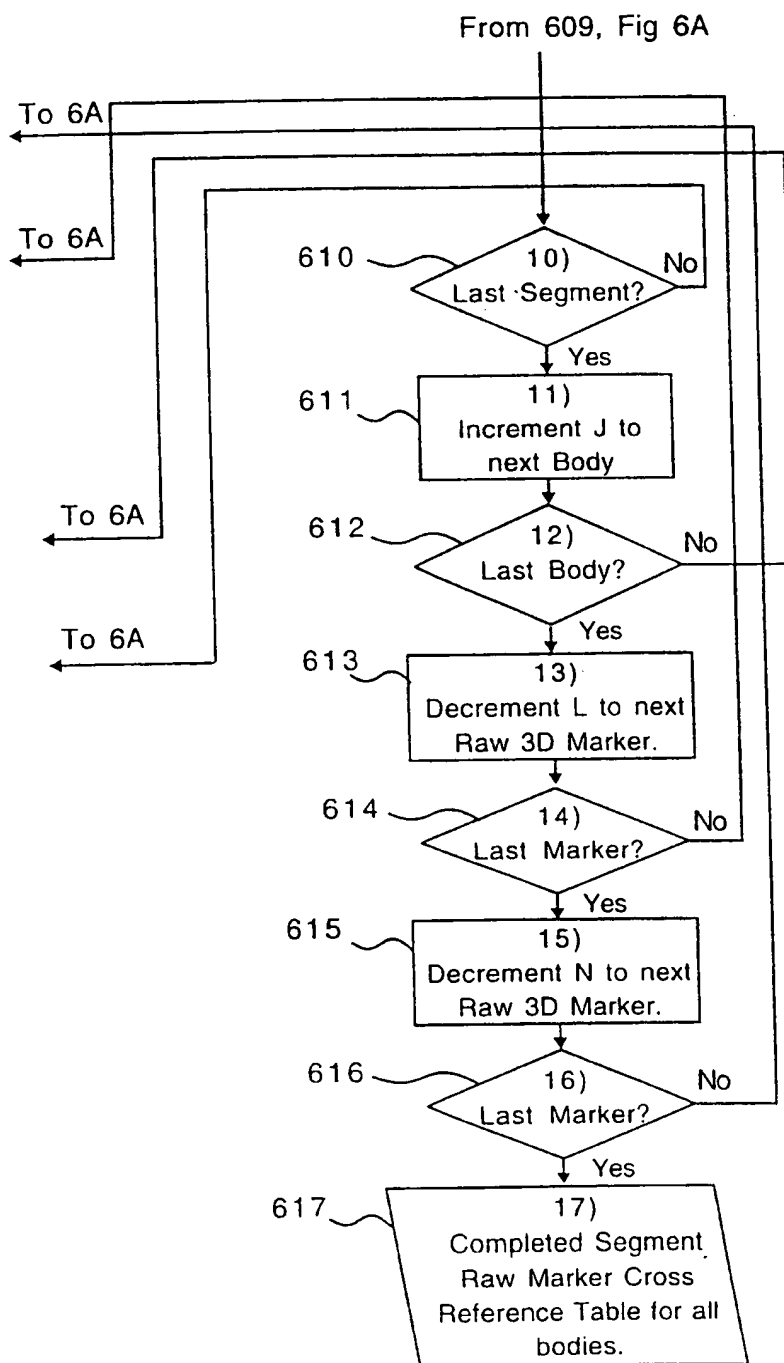 From 609, Fig 6A
To 6A
To 6A
610
10)
Last Segment?
No
Yes
611
11)
Increment J to
next Body
To 6A
612
12)
Last Body?
No
Yes
To 6A
613
13)
Decrement L to next
Raw 3D Marker.
614
14)
Last Marker?
No
Yes
615
15)
Decrement N to next
Raw 3D Marker.
616
16)
Last Marker?
No
Yes
617
17)
Completed Segment
Raw Marker Cross
Reference Table for all
bodies.